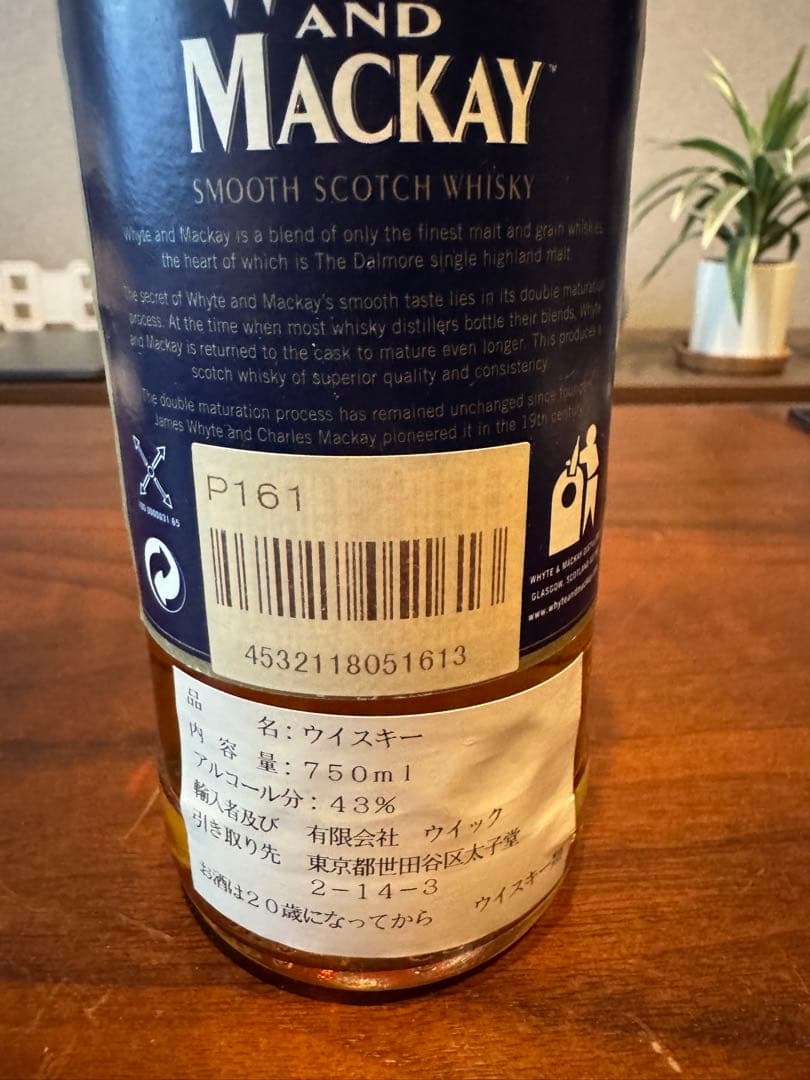 AND
MACKAY™
SMOOTH SCOTCH WHISKY
Whyte and Mackay is a blend of only the finest malt and grain
the heart of which is The Dalmore single highland malt
The secret of Whyte and Mackay's smooth taste lies in its double
process. At the time when most whisky distillers bottle their blends, Whyte
and Mackay is returned to the cask to mature even longer. This produces
scotch whisky of superior quality and consistency.
The double maturation process has remained unchanged since
James Whyte and Charles Mackay pioneered it in the 19th century
P161
4532118051613
WHYTE & MACKAY
GLASGOW, SCOTLAND
品 名：ウイスキー
内 容 量：750ml
アルコール分：43%
輸入者及び 有限会社 ウイック
引き取り先 東京都世田谷区太子堂
2-14-3
お酒は20歳になってから ウイスキー